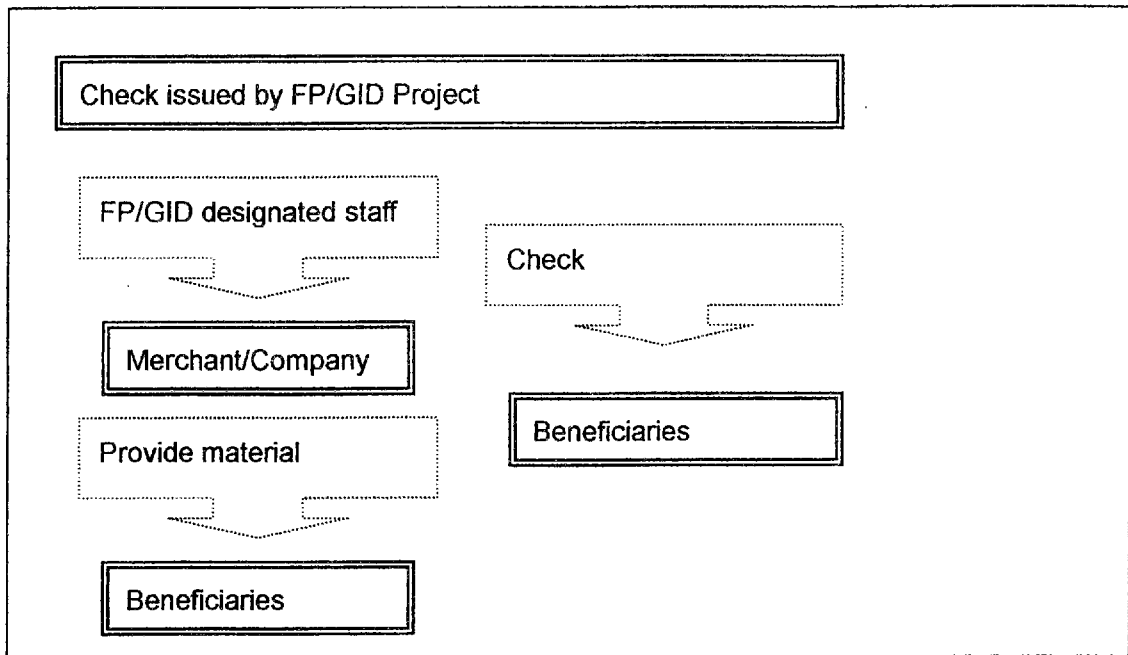 Check issued by FP/GID Project
FP/GID designated staff
Merchant/Company
Provide material
Beneficiaries
Check
Beneficiaries